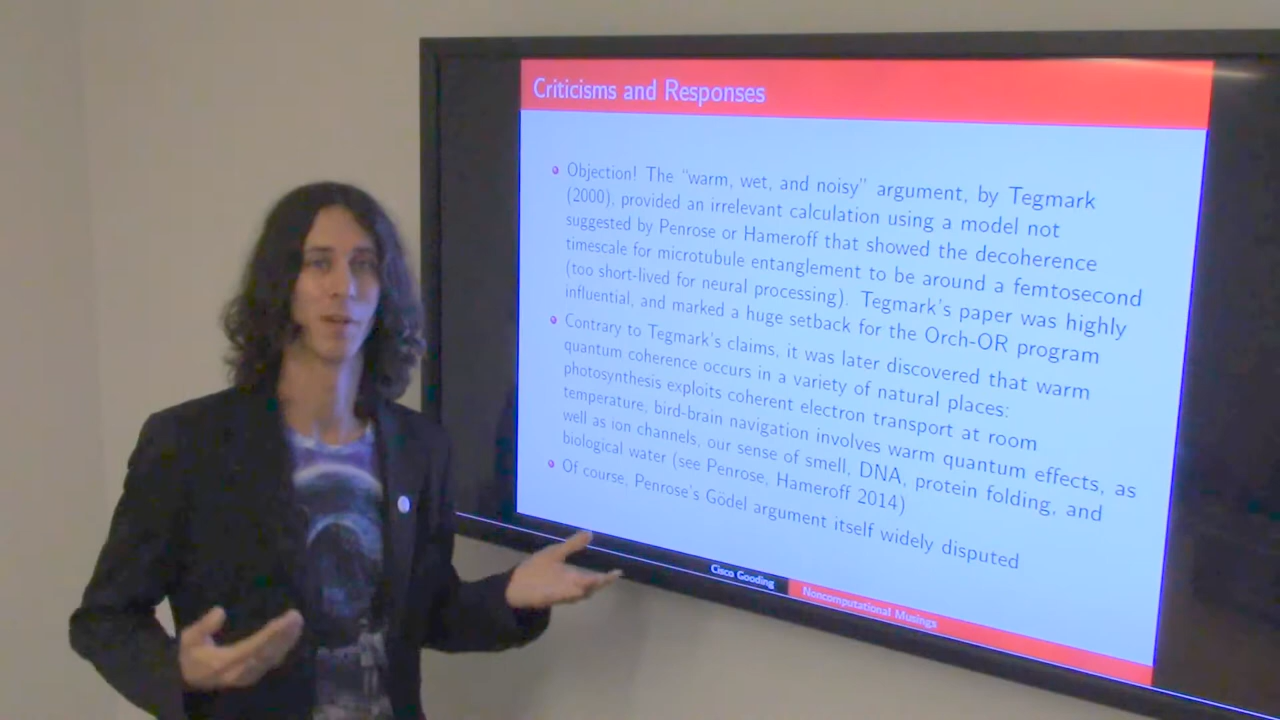 Criticisms and Responses
Objection! The "warm, wet, and noisy" argument, by Tegmark
(2000), provided an irrelevant calculation using a model not
suggested by Penrose or Hameroff that showed the decoherence
timescale for microtubule entanglement to be around a femtosecond
(too short-lived for neural processing). Tegmark's paper was highly
influential, and marked a huge setback for the Orch-OR program
Contrary to Tegmark's claims, it was later discovered that warm
quantum coherence occurs in a variety of natural places:
photosynthesis exploits coherent electron transport at room
temperature, bird-brain navigation involves warm quantum effects, as
well as ion channels, our sense of smell, DNA, protein folding, and
biological water (see Penrose, Hameroff 2014)
Of course, Penrose's Gödel argument itself widely disputed
Cisco Gooding
Noncomputational Musings